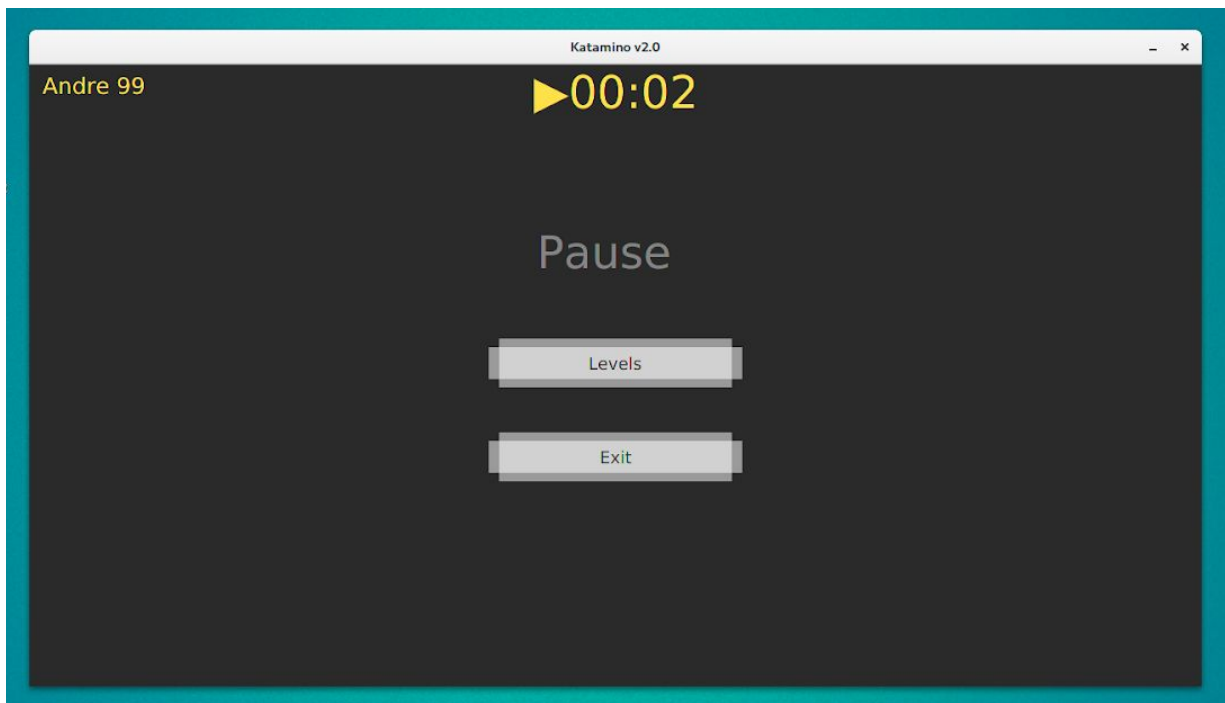 Katamino v2.0
Andre 99
▶00:02
Pause
Levels
Exit